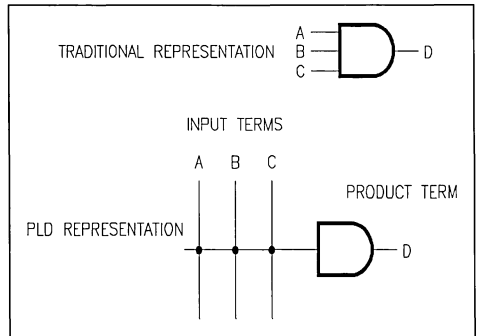 A
TRADITIONAL REPRESENTATION B D
C
INPUT TERMS
A B C
PRODUCT TERM
PLD REPRESENTATION
D